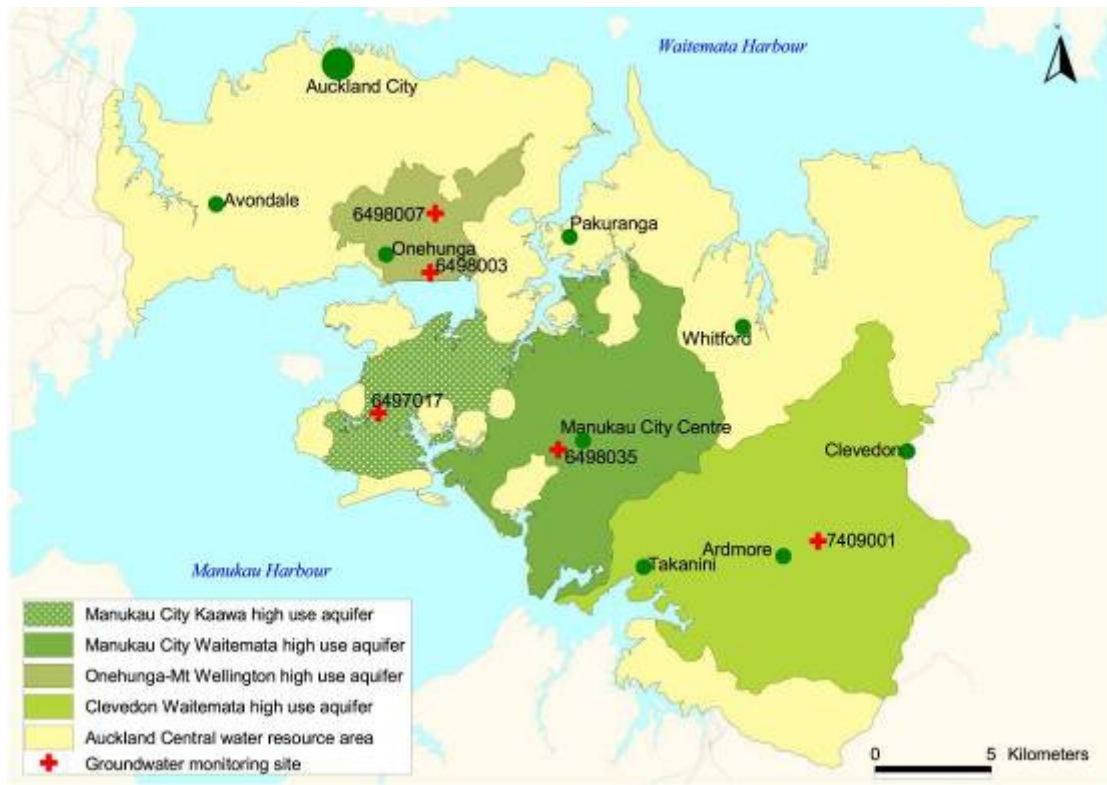 Waitemata Harbour
Auckland City
Avondale
6498007
Pakuranga
Onehunga
6498003
Whitford
6497017
Manukau City Centre
6498035
Clevedon
7409001
Ardmore
Takanini
Manukau Harbour
Manukau City Kaawa high use aquifer
Manukau City Waitemata high use aquifer
Onehunga-Mt Wellington high use aquifer
Clevedon Waitemata high use aquifer
Auckland Central water resource area
Groundwater monitoring site
0 5 Kilometers